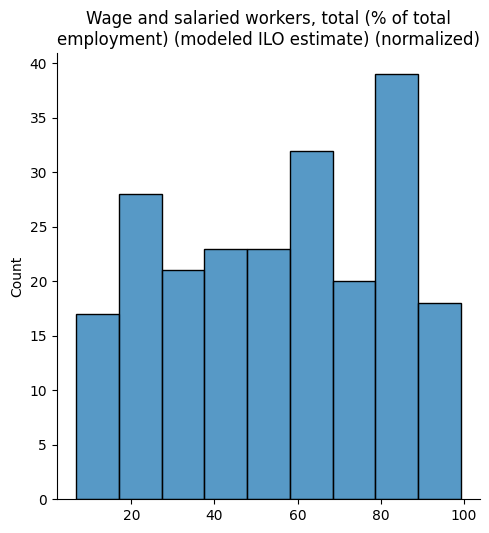 Wage and salaried workers, total (% of total
employment) (modeled ILO estimate) (normalized)
40
35
30
25
20
15
10
5
0
Count
20 40 60 80 100